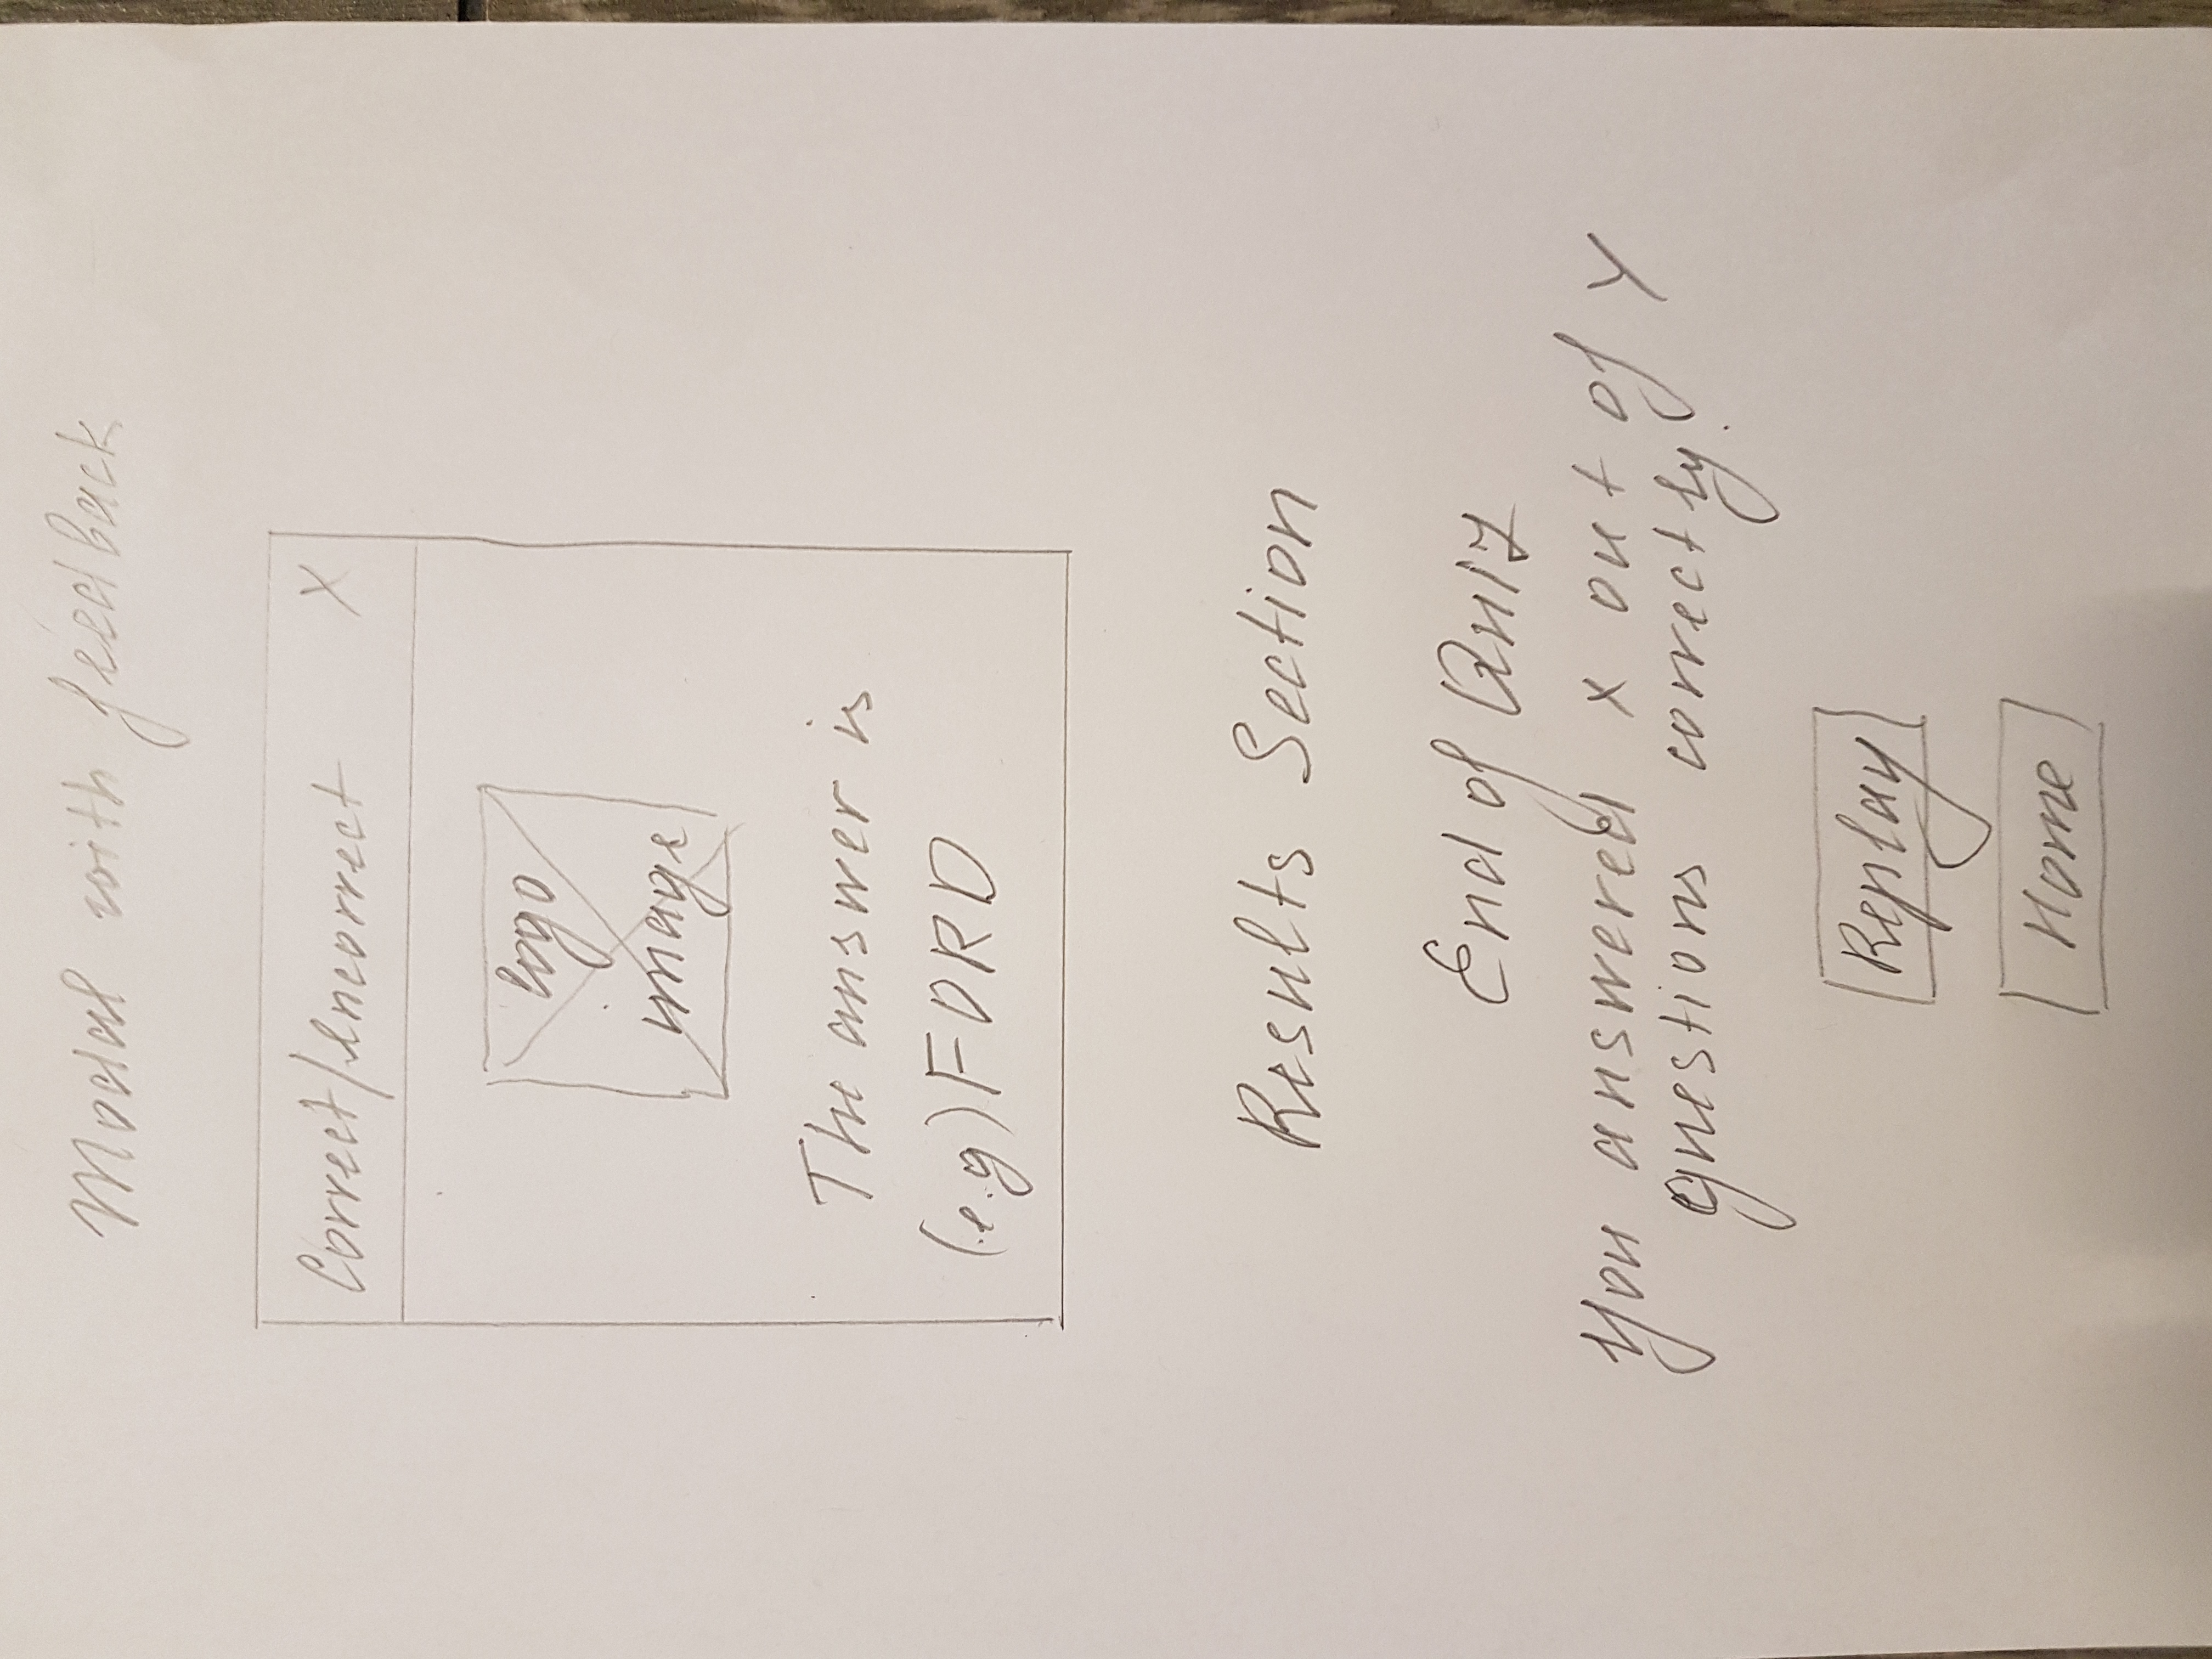 Modal with feedback
Correct/Incorrect X
logo
image
The answer is
(e.g) FORD
Results Section
End of Quiz
You answered x out of y
questions correctly.
Replay
Home